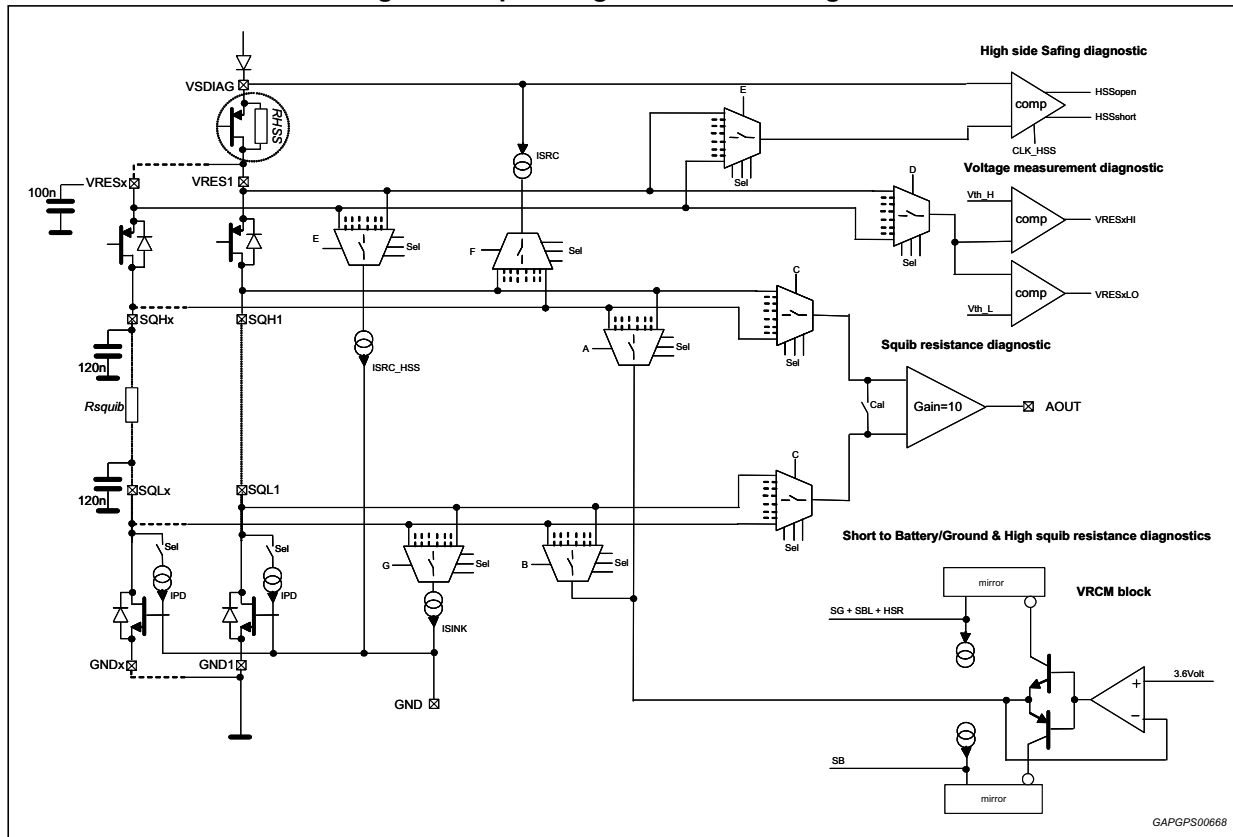 High side Safing diagnostic
VSDIAG
E
comp
HSSopen
HSSshort
CLK_HSS
RHSS
ISRC
Sel
Voltage measurement diagnostic
VRESx
VRES1
100n
D
Vth_H
comp
VRESxHI
E
Sel
F
Sel
Sel
comp
VRESxLO
Vth_L
C
SQHx
SQH1
A
Sel
Sel
Squib resistance diagnostic
120n
ISRC_HSS
Rsquib
Cal
Gain=10
AOUT
C
120n
SQLx
SQL1
Sel
Short to Battery/Ground & High squib resistance diagnostics
Sel
Sel
G
Sel
B
Sel
mirror
VRCM block
IPD
IPD
ISINK
SG + SBL + HSR
GNDx
GND1
3.6Volt
GND
+
-
SB
mirror
GAPGPS00668